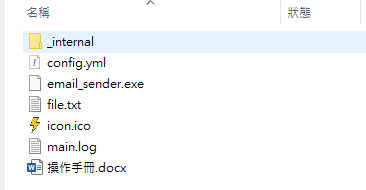 名稱 狀態
_internal
config.yml
email_sender.exe
file.txt
icon.ico
main.log
操作手冊.docx